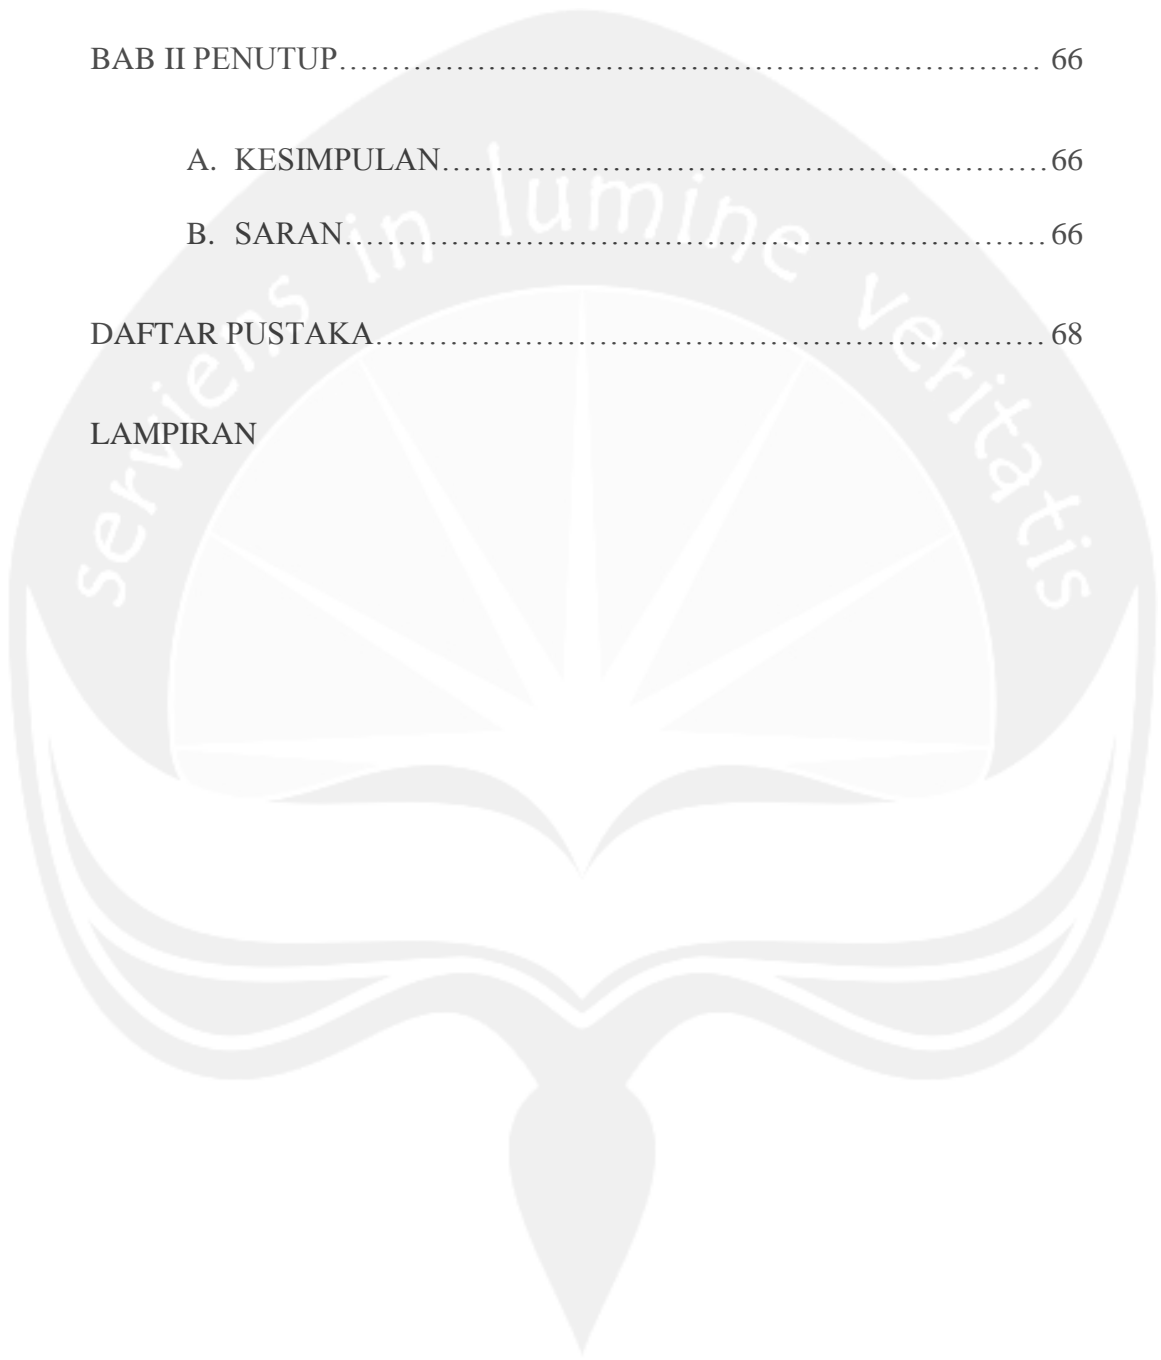 BAB II PENUTUP…………………………………………………………………… 66
A. KESIMPULAN…………………………………………………………66
B. SARAN……………………………………………………………………66
DAFTAR PUSTAKA…………………………………………………………………68
LAMPIRAN
serviens in lumine veritatis